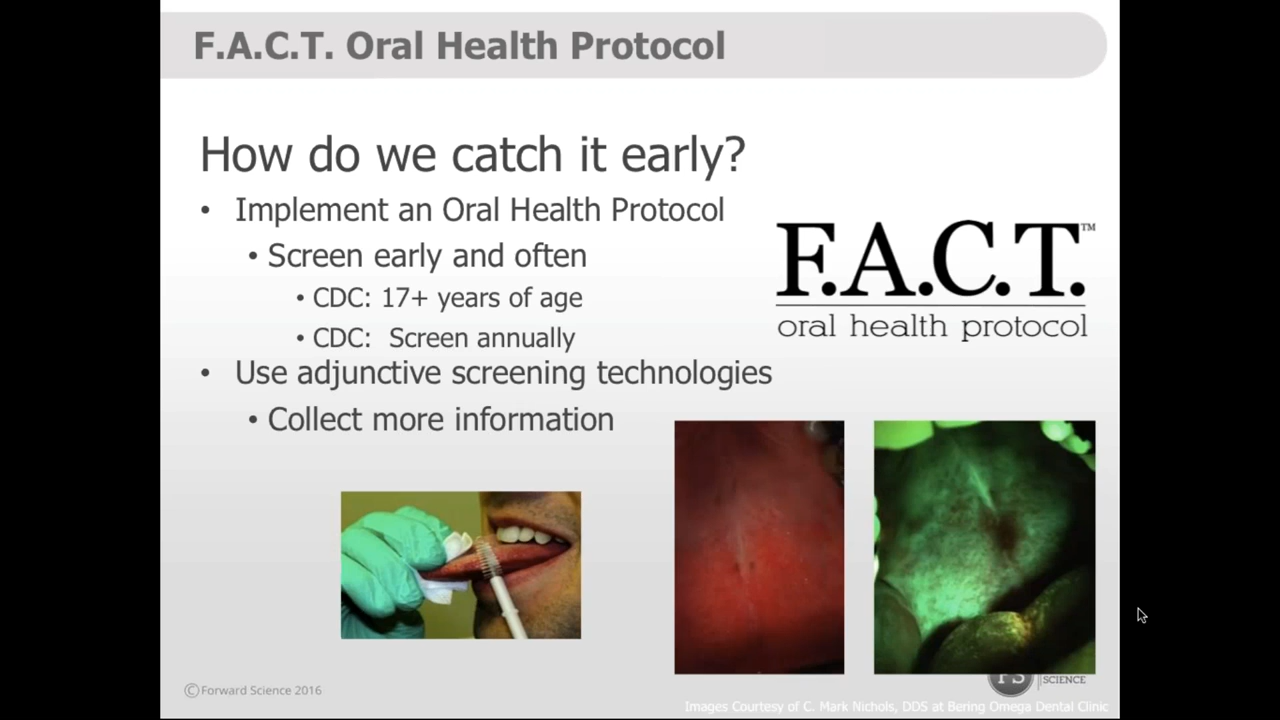 F.A.C.T. Oral Health Protocol
How do we catch it early?
• Implement an Oral Health Protocol
• Screen early and often
• CDC: 17+ years of age
• CDC:  Screen annually
• Use adjunctive screening technologies
• Collect more information
F.A.C.T.™
oral health protocol
FS
SCIENCE
©Forward Science 2016
Images Courtesy of C. Mark Nichols, DDS at Bering Omega Dental Clinic